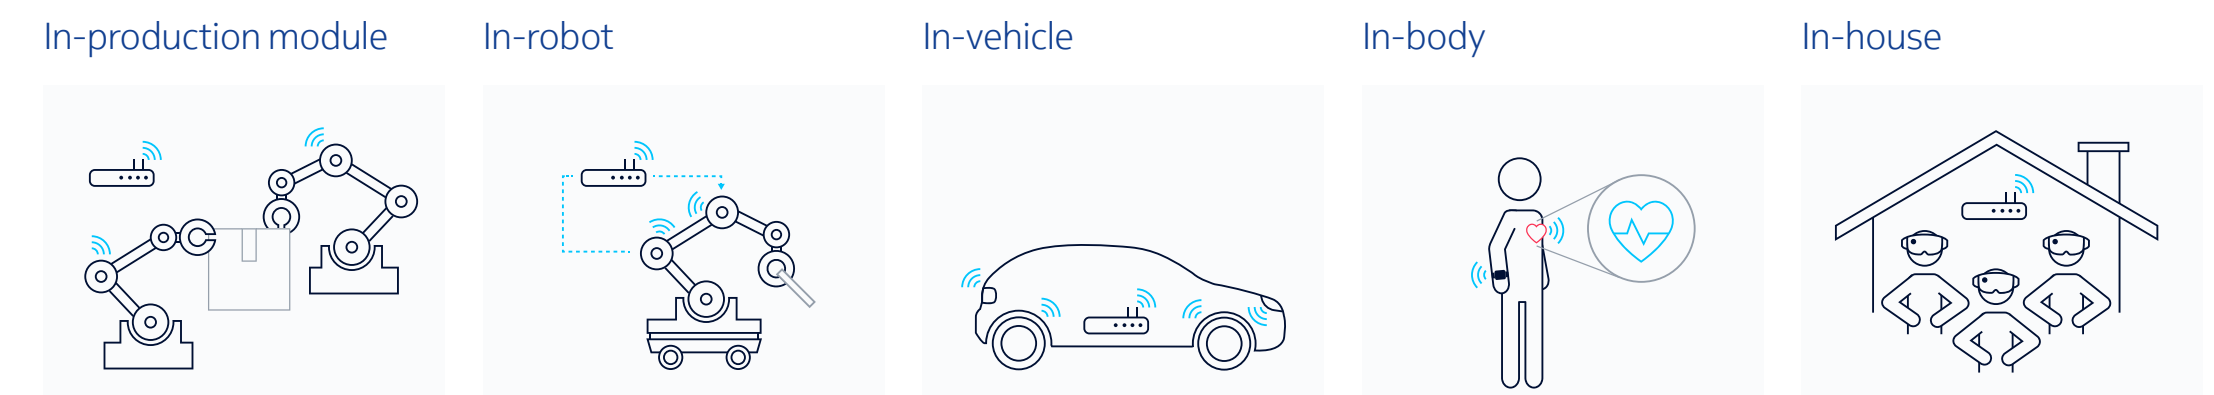 In-production module
In-robot
In-vehicle
In-body
In-house